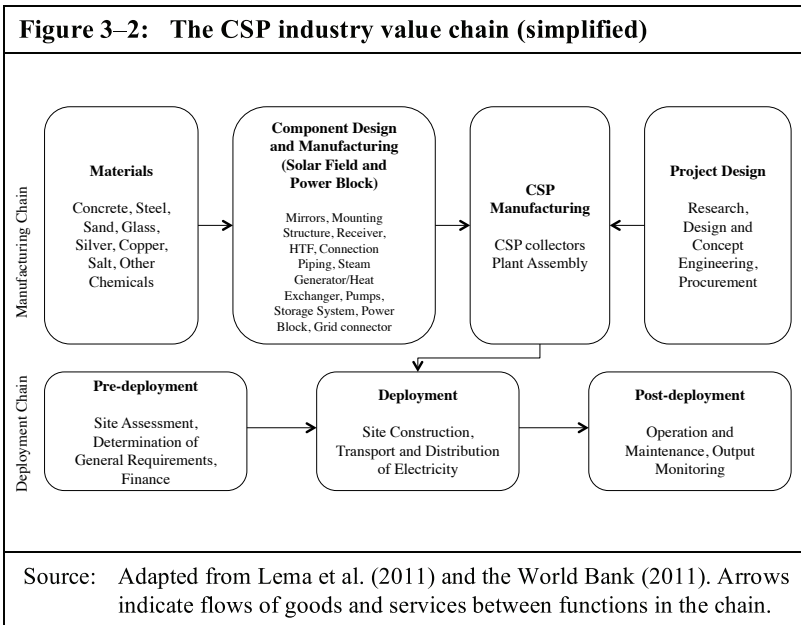 Figure 3–2: The CSP industry value chain (simplified)
Manufacturing Chain
Materials
Concrete, Steel,
Sand, Glass,
Silver, Copper,
Salt, Other
Chemicals
Component Design
and Manufacturing
(Solar Field and
Power Block)
Mirrors, Mounting
Structure, Receiver,
HTF, Connection
Piping, Steam
Generator/Heat
Exchanger, Pumps,
Storage System, Power
Block, Grid connector
CSP
Manufacturing
CSP collectors
Plant Assembly
Project Design
Research,
Design and
Concept
Engineering,
Procurement
Deployment Chain
Pre-deployment
Site Assessment,
Determination of
General Requirements,
Finance
Deployment
Site Construction,
Transport and Distribution
of Electricity
Post-deployment
Operation and
Maintenance, Output
Monitoring
Source: Adapted from Lema et al. (2011) and the World Bank (2011). Arrows
indicate flows of goods and services between functions in the chain.